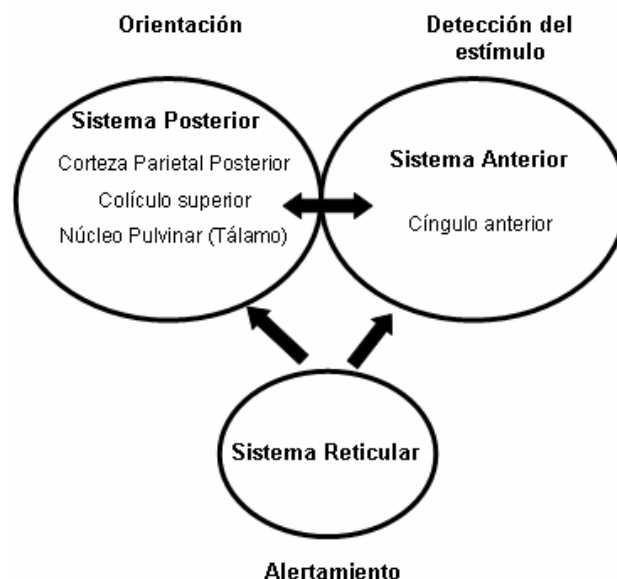 Orientación
Detección del
estímulo
Sistema Posterior
Corteza Parietal Posterior
Colículo superior
Núcleo Pulvinar (Tálamo)
Sistema Anterior
Cíngulo anterior
Sistema Reticular
Alertamiento